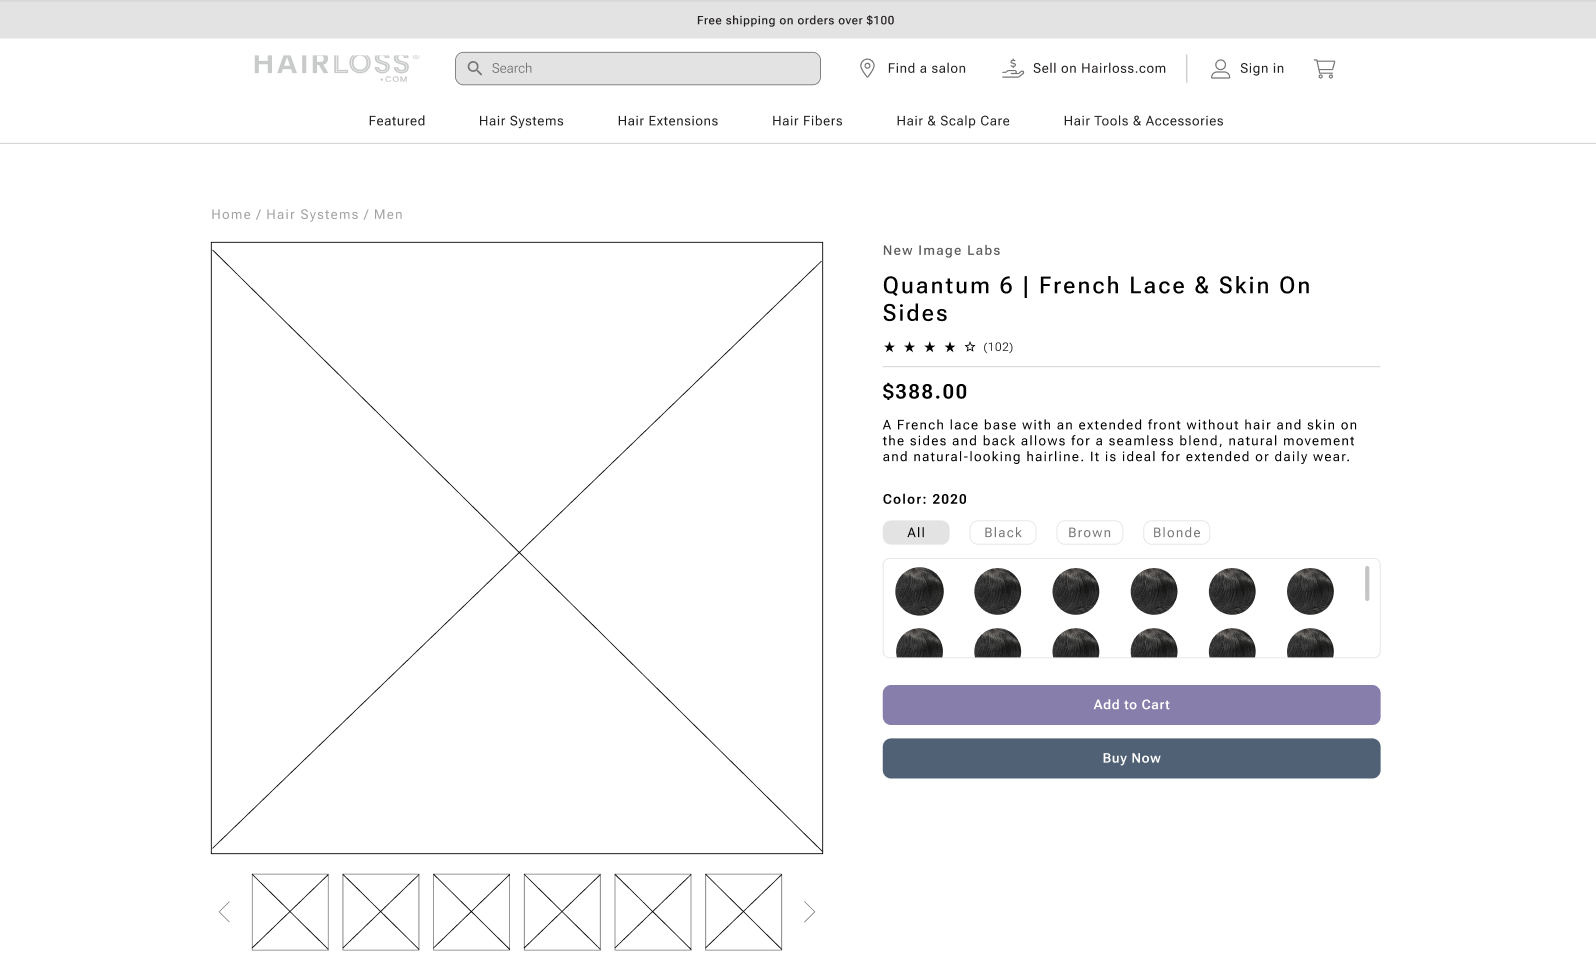 Free shipping on orders over $100
HAIRLOSS
.COM
Search
Find a salon
Sell on Hairloss.com
Sign in
Featured
Hair Systems
Hair Extensions
Hair Fibers
Hair & Scalp Care
Hair Tools & Accessories
Home / Hair Systems / Men
New Image Labs
Quantum 6 | French Lace & Skin On
Sides
★ ★ ★ ★ ☆ (102)
$388.00
A French lace base with an extended front without hair and skin on
the sides and back allows for a seamless blend, natural movement
and natural-looking hairline. It is ideal for extended or daily wear.
Color: 2020
All
Black
Brown
Blonde
Add to Cart
Buy Now